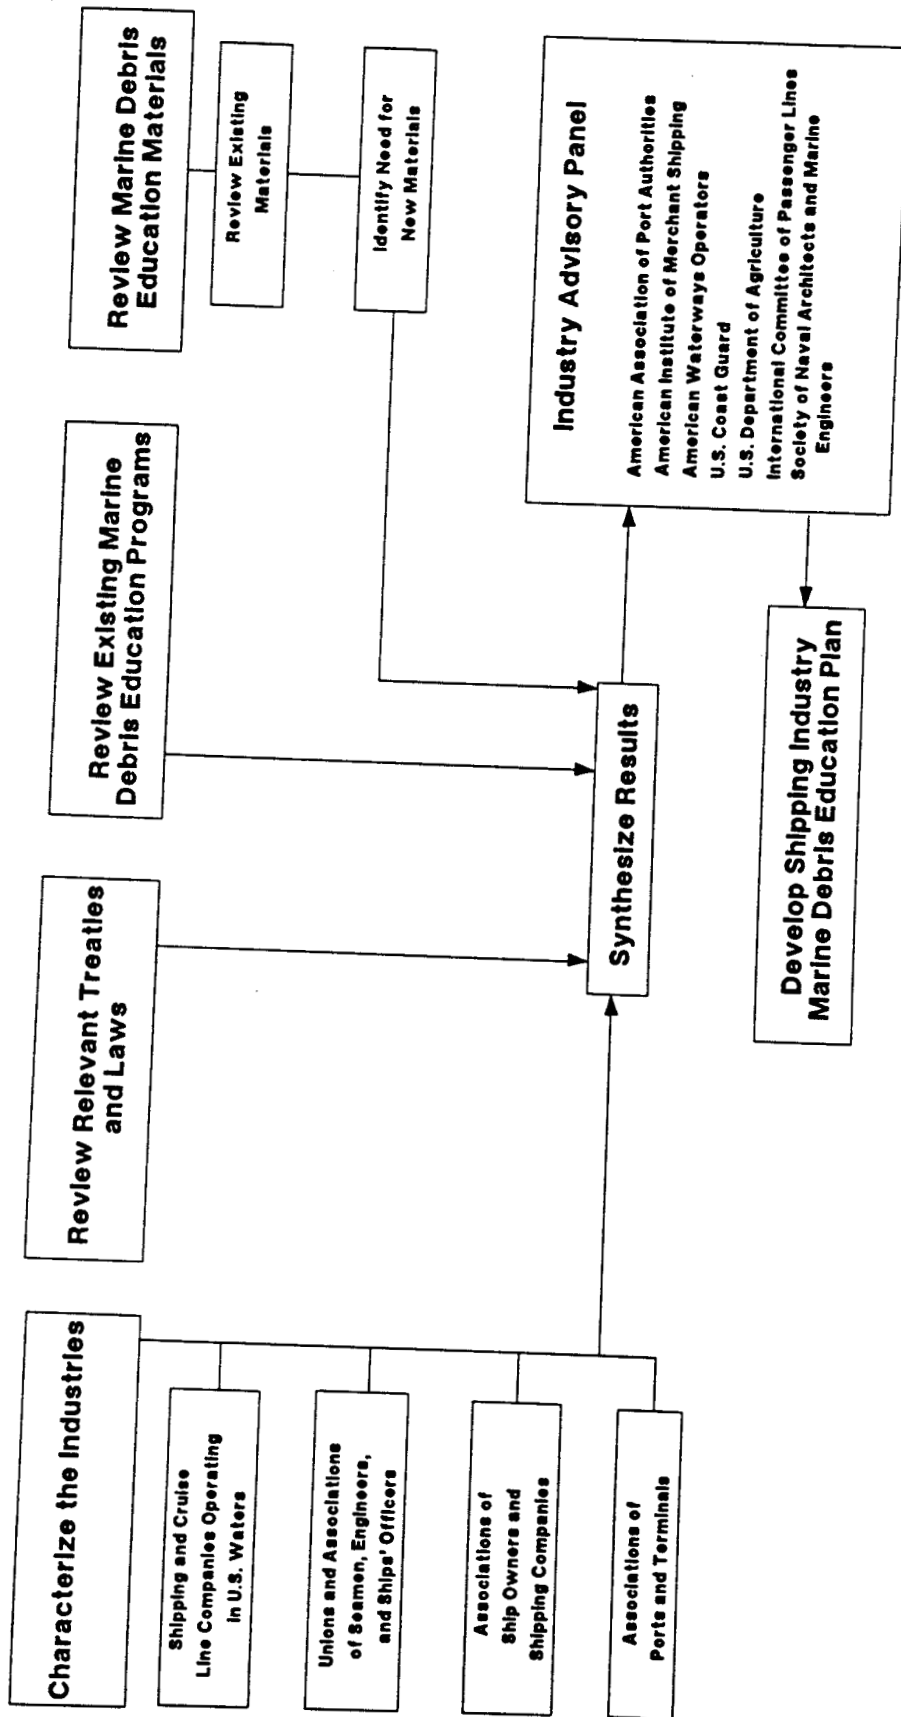 Characterize the Industries
Shipping and Cruise
Line Companies Operating
in U.S. Waters
Unions and Associations
of Seamen, Engineers,
and Ships' Officers
Associations of
Ship Owners and
Shipping Companies
Associations of
Ports and Terminals
Review Relevant Treaties
and Laws
Review Existing Marine
Debris Education Programs
Review Marine Debris
Education Materials
Review Existing
Materials
Identify Need for
New Materials
Synthesize Results
Industry Advisory Panel
American Association of Port Authorities
American Institute of Merchant Shipping
American Waterways Operators
U.S. Coast Guard
U.S. Department of Agriculture
International Committee of Passenger Lines
Society of Naval Architects and Marine
Engineers
Develop Shipping Industry
Marine Debris Education Plan